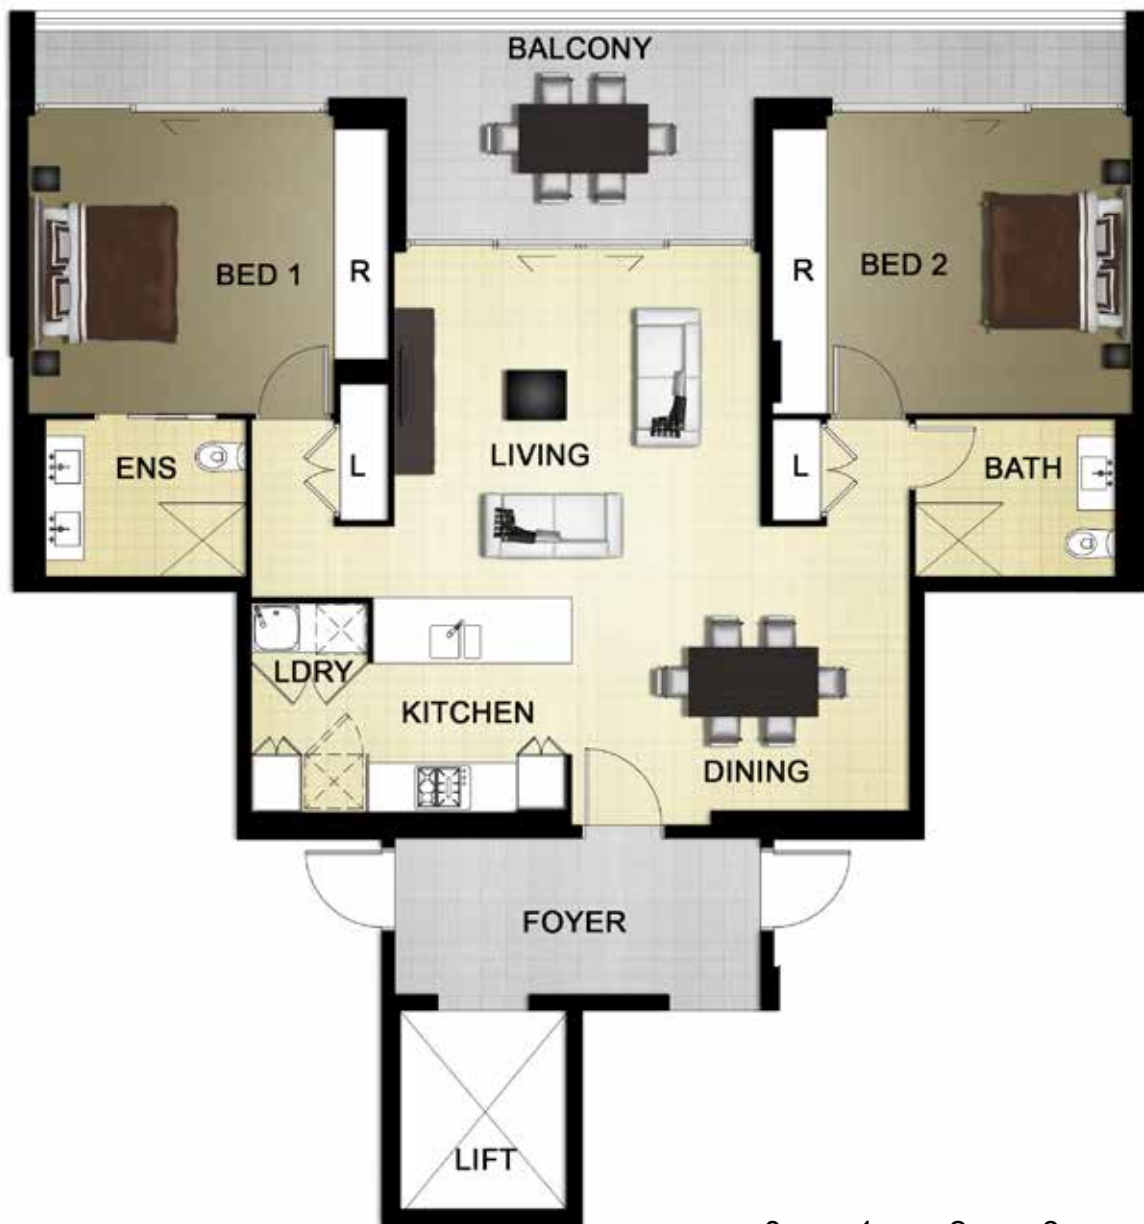 BALCONY
BED 1
R
R
BED 2
L
LIVING
L
ENS
BATH
LDRY
KITCHEN
DINING
FOYER
LIFT